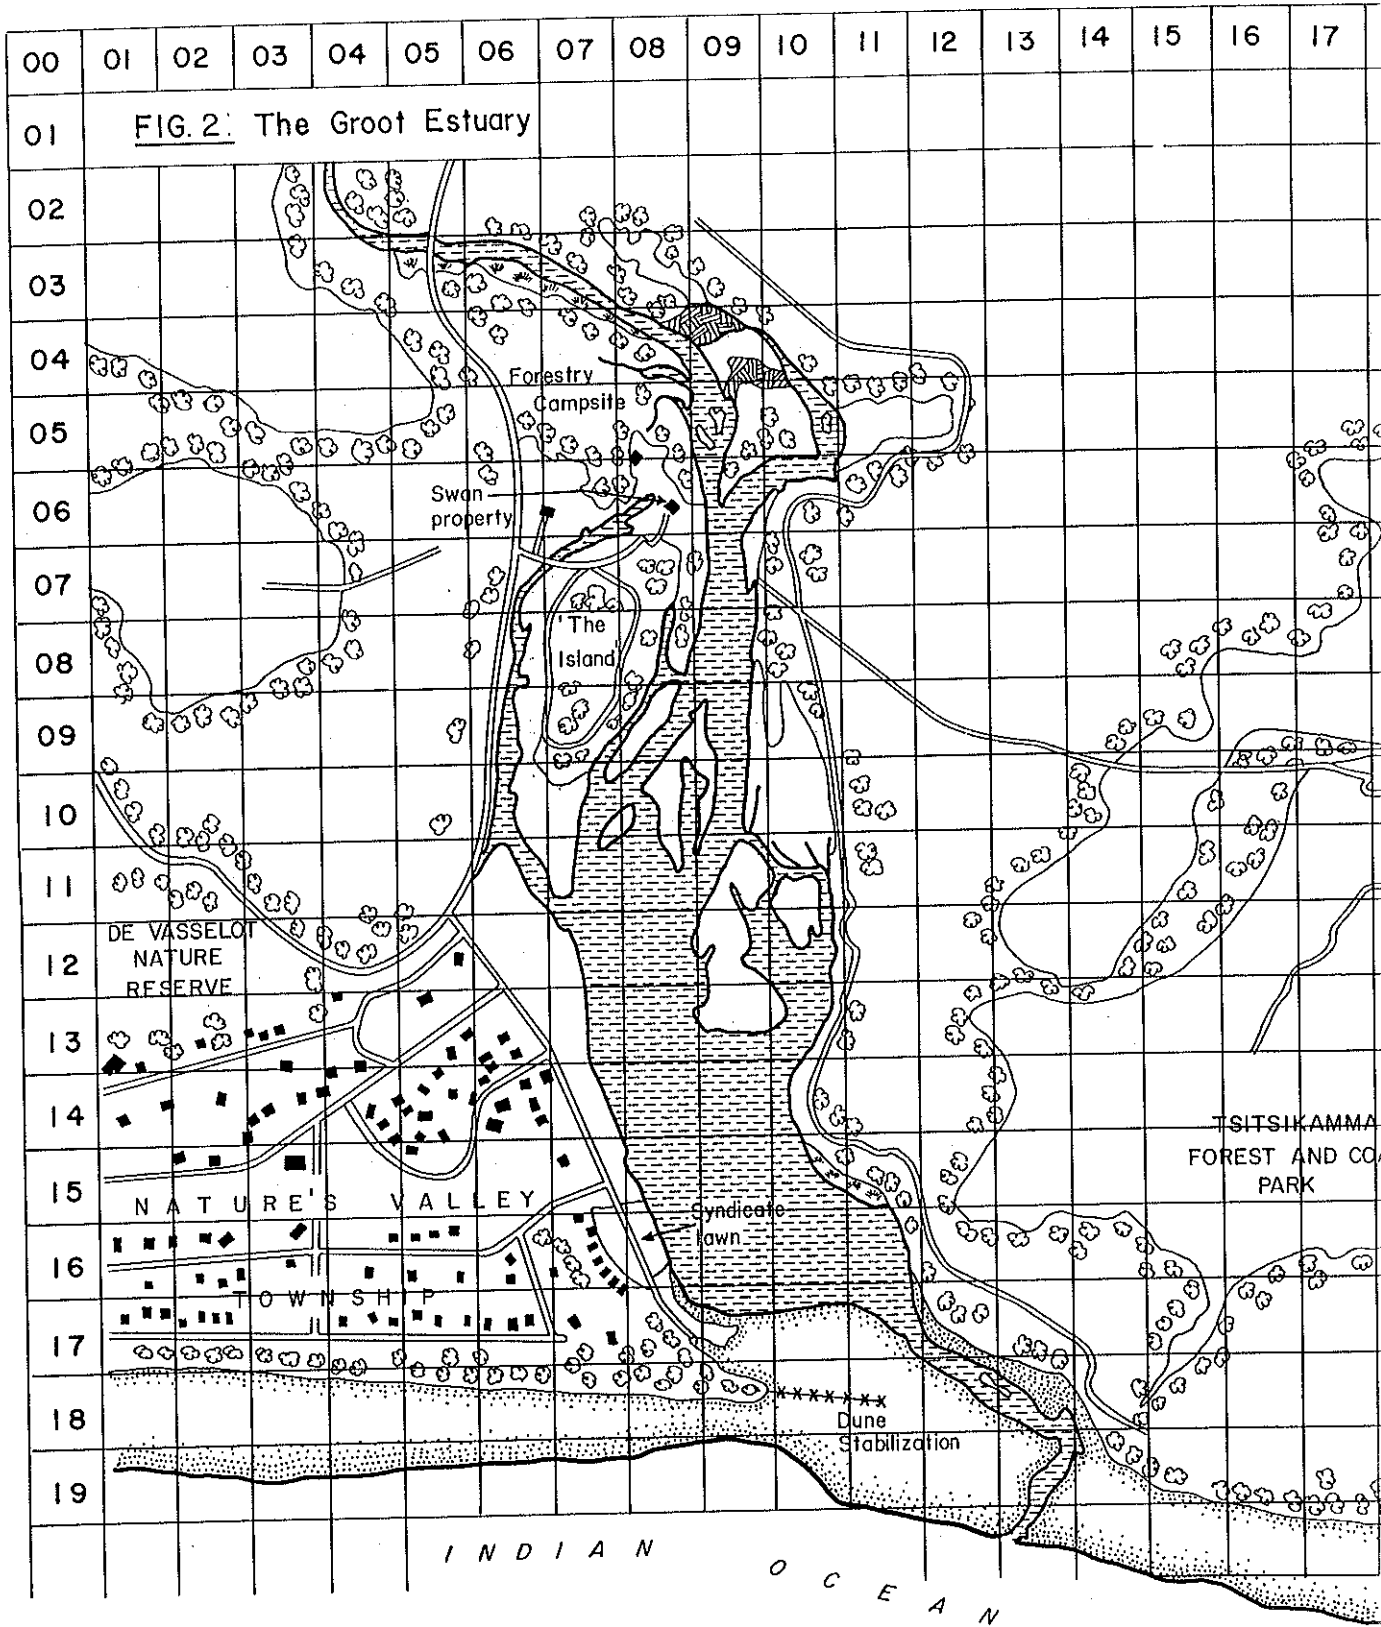 00 01 02 03 04 05 06 07 08 09 10 11 12 13 14 15 16 17
01
FIG. 2: The Groot Estuary
02
03
04
Forestry
Campsite
05
Swan
property
06
07
'The
Island'
08
09
10
11
DE VASSELOT
NATURE
RESERVE
12
13
14
TSITSIKAMMA
FOREST AND CO
PARK
15
NATURE'S VALLEY
Syndicate
lawn
16
TOWNSHIP
17
18
Dune
Stabilization
19
INDIAN OCEAN